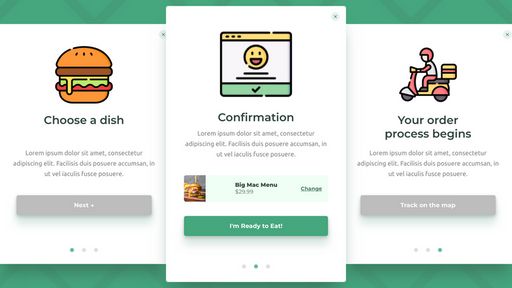 Choose a dish
Lorem ipsum dolor sit amet, consectetur
adipiscing elit. Facilisis duis posuere accumsan, in
ut vel iaculis fusce posuere.
Next →
Confirmation
Lorem ipsum dolor sit amet, consectetur
adipiscing elit. Facilisis duis posuere accumsan,
in ut vel iaculis fusce posuere.
Big Mac Menu
$29.99
Change
I'm Ready to Eat!
Your order
process begins
Lorem ipsum dolor sit amet, consectetur
adipiscing elit. Facilisis duis posuere accumsan, in
ut vel iaculis fusce posuere.
Track on the map